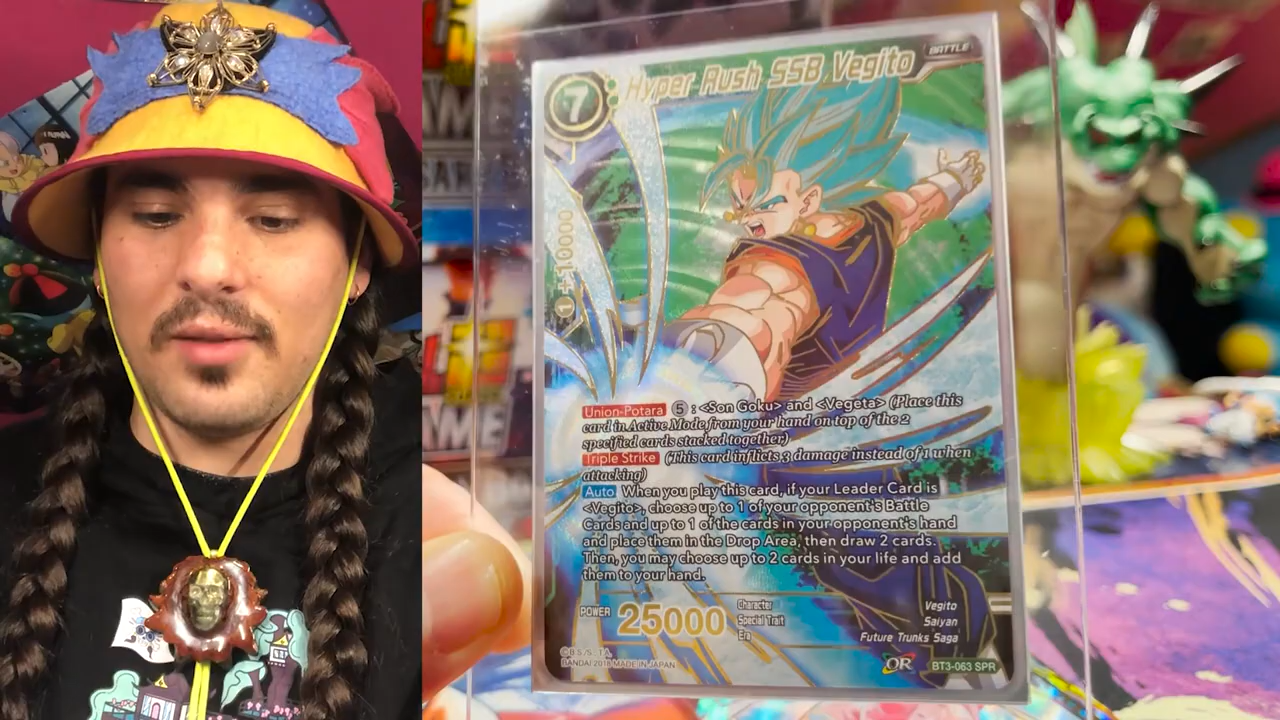 BATTLE
7
Hyper Rush SSB Vegito
1 +10000
Union-Potara 5 : <Son Goku> and <Vegeta> (Place this
card in Active Mode from your hand on top of the 2
specified cards stacked together)
Triple Strike (This card inflicts 3 damage instead of 1 when
attacking)
Auto When you play this card, if your Leader Card is
<Vegito>, choose up to 1 of your opponent's Battle
Cards and up to 1 of the cards in your opponent's hand
and place them in the Drop Area, then draw 2 cards.
Then, you may choose up to 2 cards in your life and add
them to your hand.
POWER 25000
Character Vegito
Special Trait Saiyan
Era Future Trunks Saga
©B.S./S., T.A.
BANDAI 2018 MADE IN JAPAN
QR BT3-063 SPR
GAME
GAME